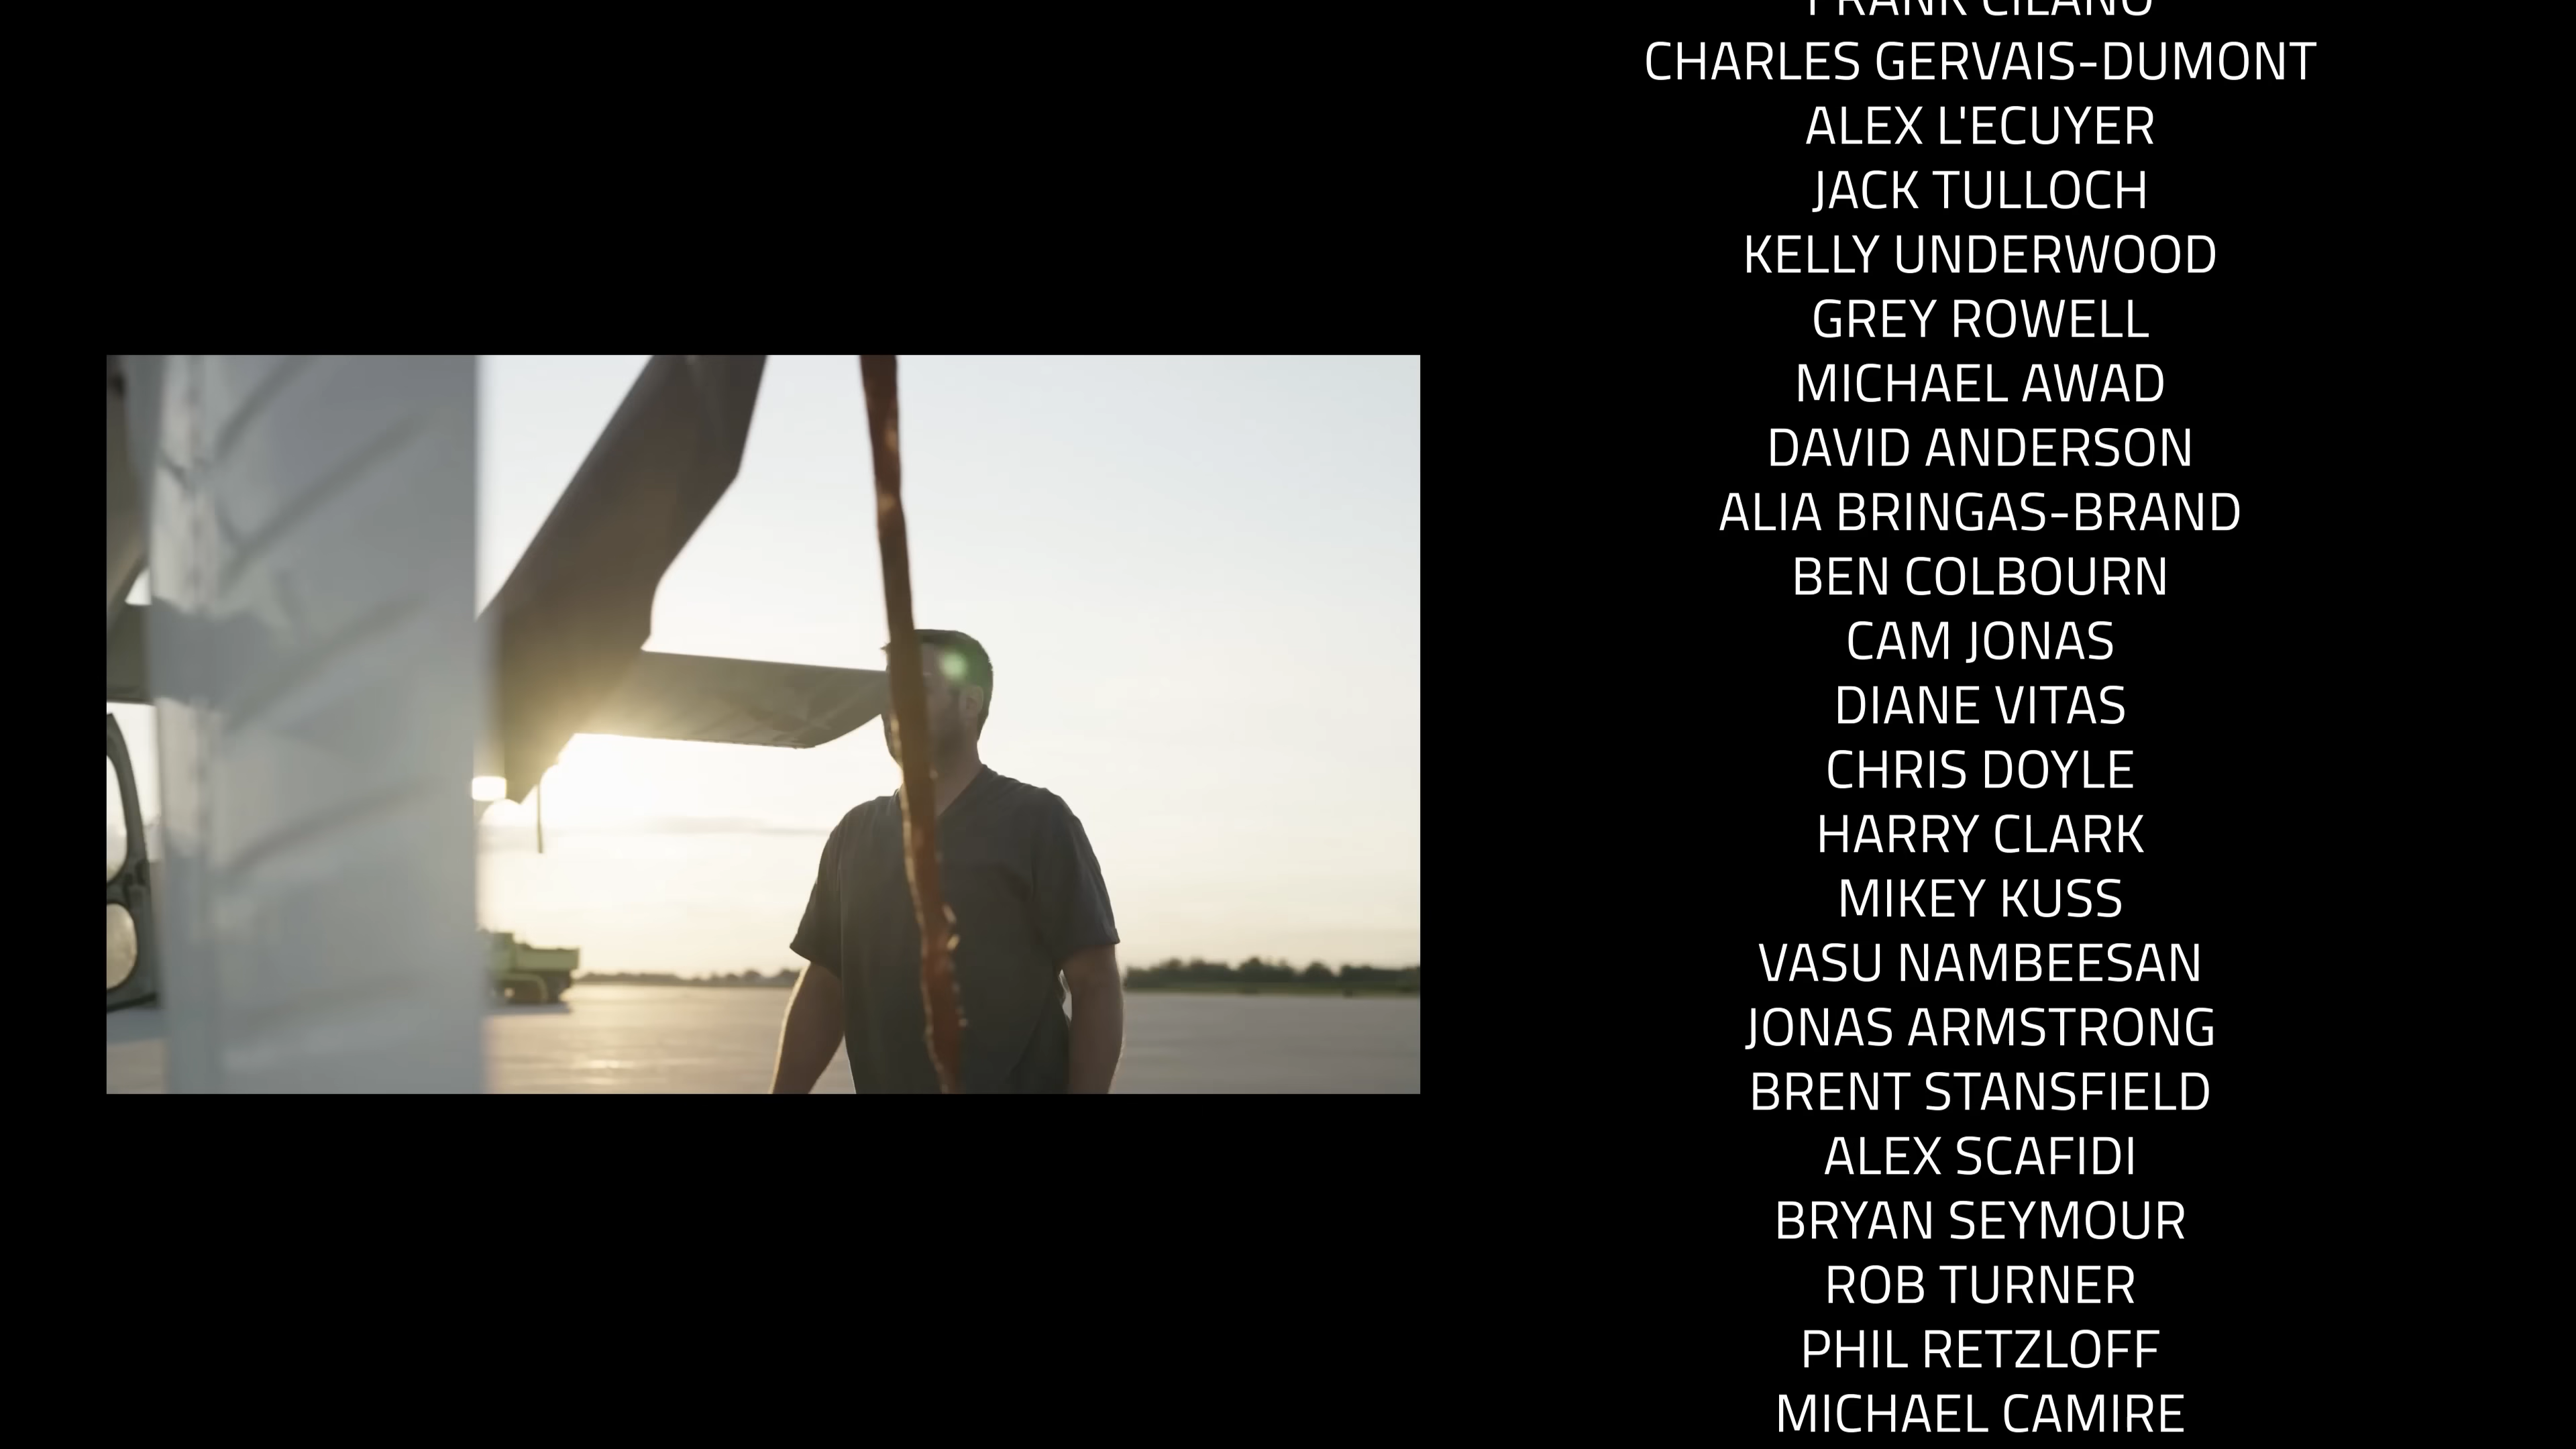 CHARLES GERVAIS-DUMONT
ALEX L'ECUYER
JACK TULLOCH
KELLY UNDERWOOD
GREY ROWELL
MICHAEL AWAD
DAVID ANDERSON
ALIA BRINGAS-BRAND
BEN COLBOURN
CAM JONAS
DIANE VITAS
CHRIS DOYLE
HARRY CLARK
MIKEY KUSS
VASU NAMBEESAN
JONAS ARMSTRONG
BRENT STANSFIELD
ALEX SCAFIDI
BRYAN SEYMOUR
ROB TURNER
PHIL RETZLOFF
MICHAEL CAMIRE